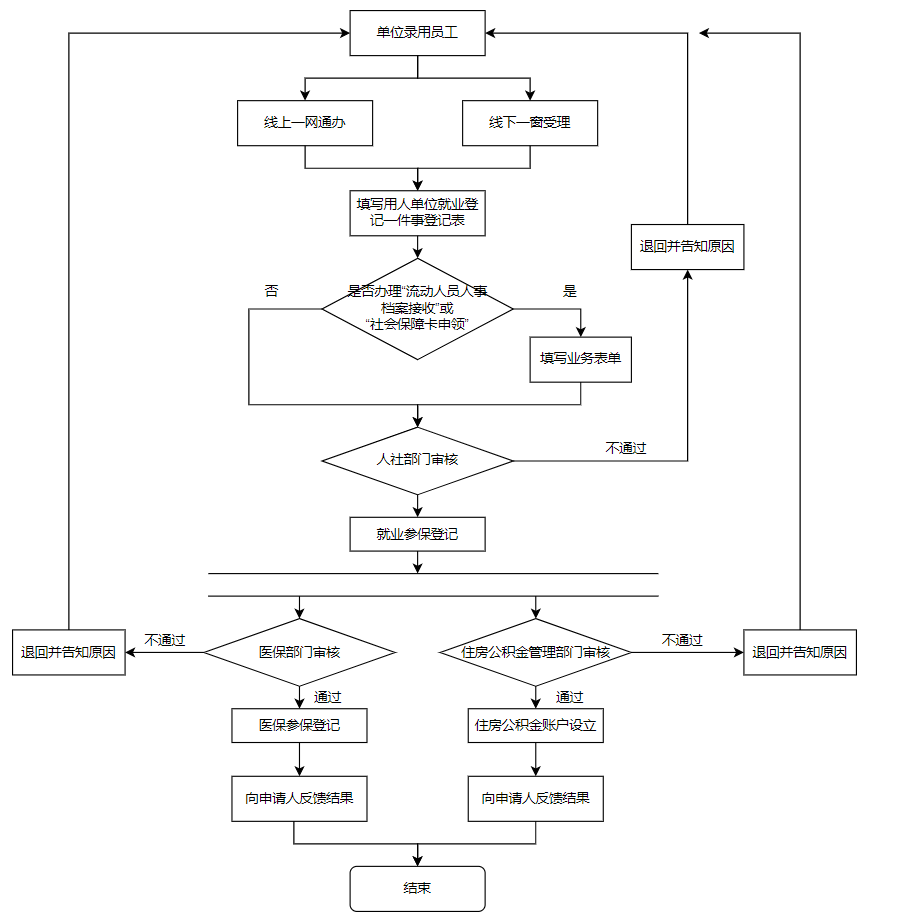 单位录用员工
线上一网通办
线下一窗受理
填写用人单位就业登
记一件事登记表
退回并告知原因
否
是否办理“流动人员人事
档案接收”或
“社会保障卡申领”
是
填写业务表单
人社部门审核
不通过
就业参保登记
退回并告知原因
不通过
医保部门审核
住房公积金管理部门审核
不通过
退回并告知原因
通过
通过
医保参保登记
住房公积金账户设立
向申请人反馈结果
向申请人反馈结果
结束